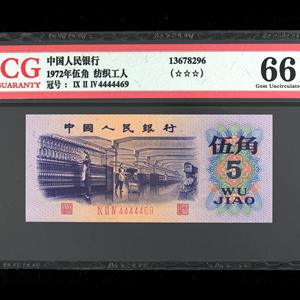 CG
GUARANTY
中国人民银行
1972年伍角 纺织工人
冠号： IX II IV 4444469
13678296
(☆☆☆)
66
Gem Uncirculated
中国人民银行
伍角
5
WU
JIAO
IX II IV 4444469